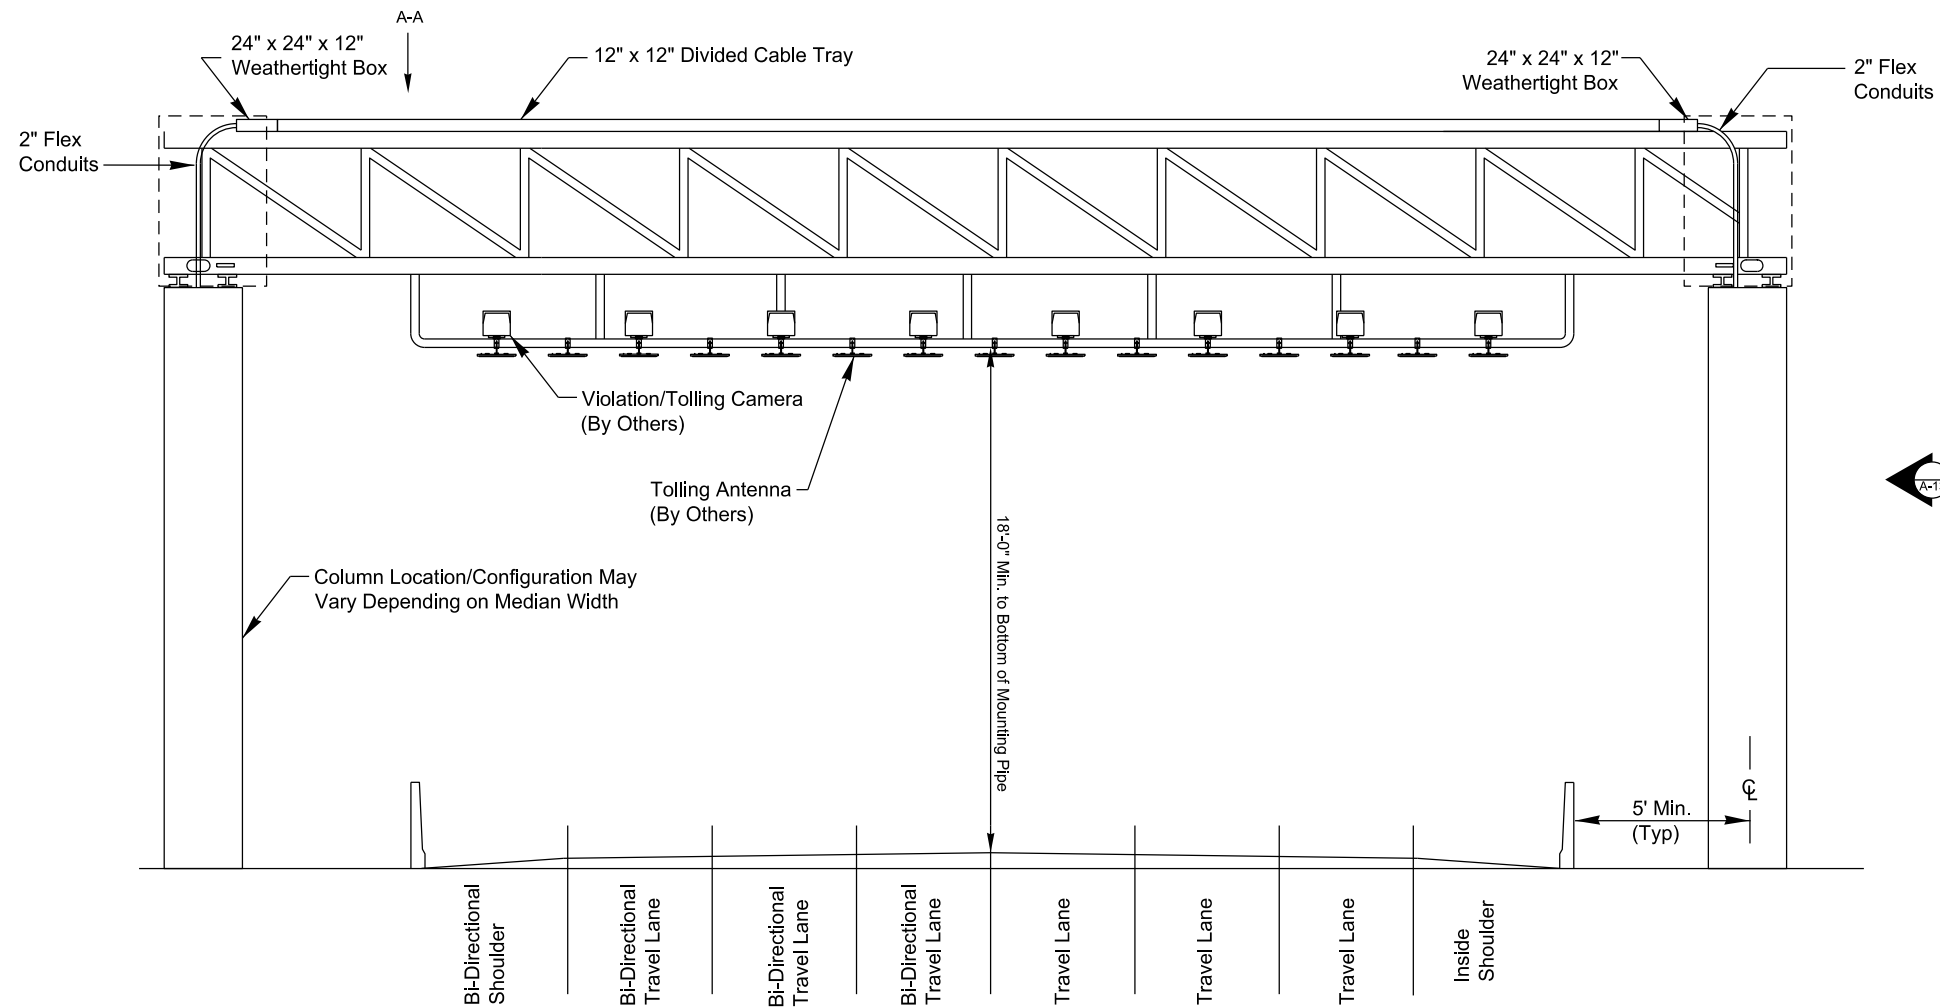 A-A
24" x 24" x 12"
Weathertight Box
12" x 12" Divided Cable Tray
24" x 24" x 12"
Weathertight Box
2" Flex
Conduits
2" Flex
Conduits
Violation/Tolling Camera
(By Others)
Tolling Antenna
(By Others)
18'-0" Min. to Bottom of Mounting Pipe
Column Location/Configuration May
Vary Depending on Median Width
5' Min.
(Typ)
℄
Bi-Directional
Shoulder
Bi-Directional
Travel Lane
Bi-Directional
Travel Lane
Bi-Directional
Travel Lane
Travel Lane
Travel Lane
Travel Lane
Inside
Shoulder